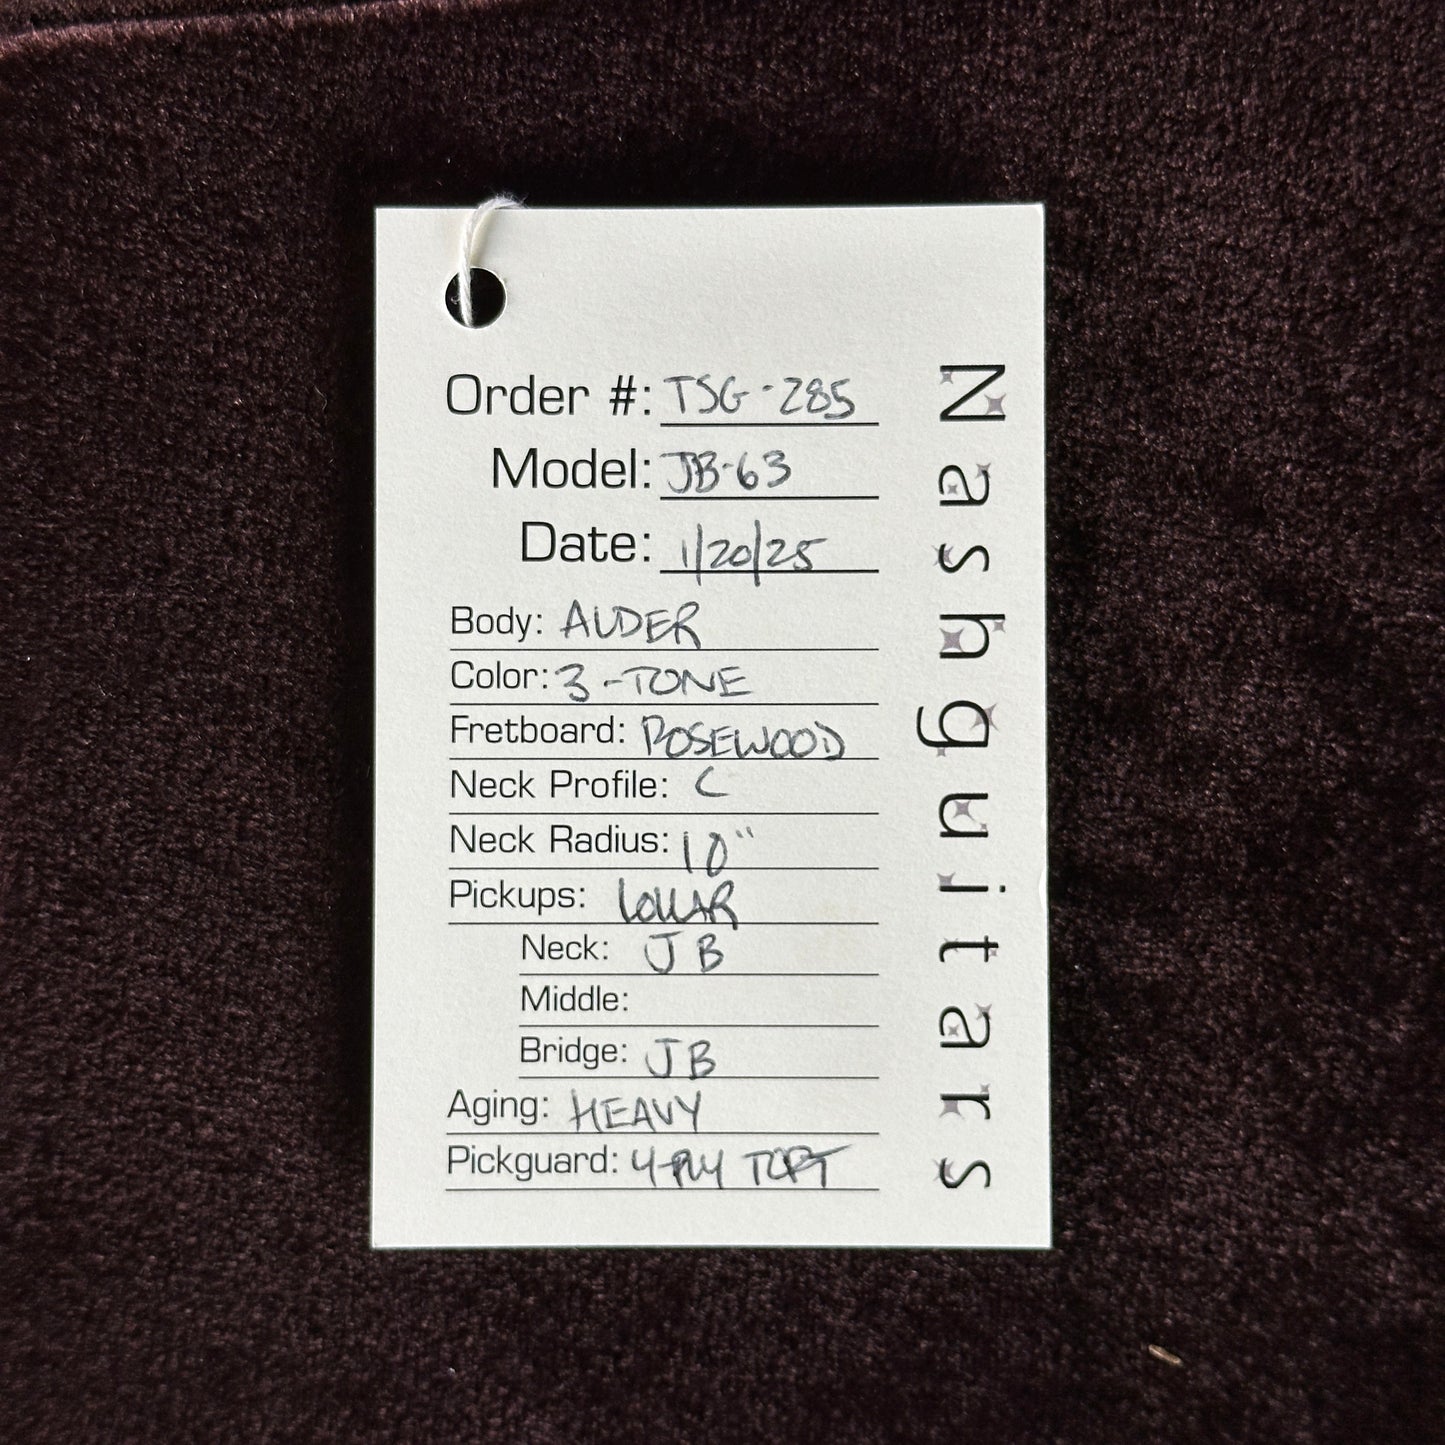 Order #: TSG-285
Model: JB-63
Date: 1/20/25
Body: ALDER
Color: 3-TONE
Fretboard: ROSEWOOD
Neck Profile: C
Neck Radius: 10"
Pickups: LOLLAR
Neck: JB
Middle:
Bridge: JB
Aging: HEAVY
Pickguard: 4-PLY TORT
Nashguitars